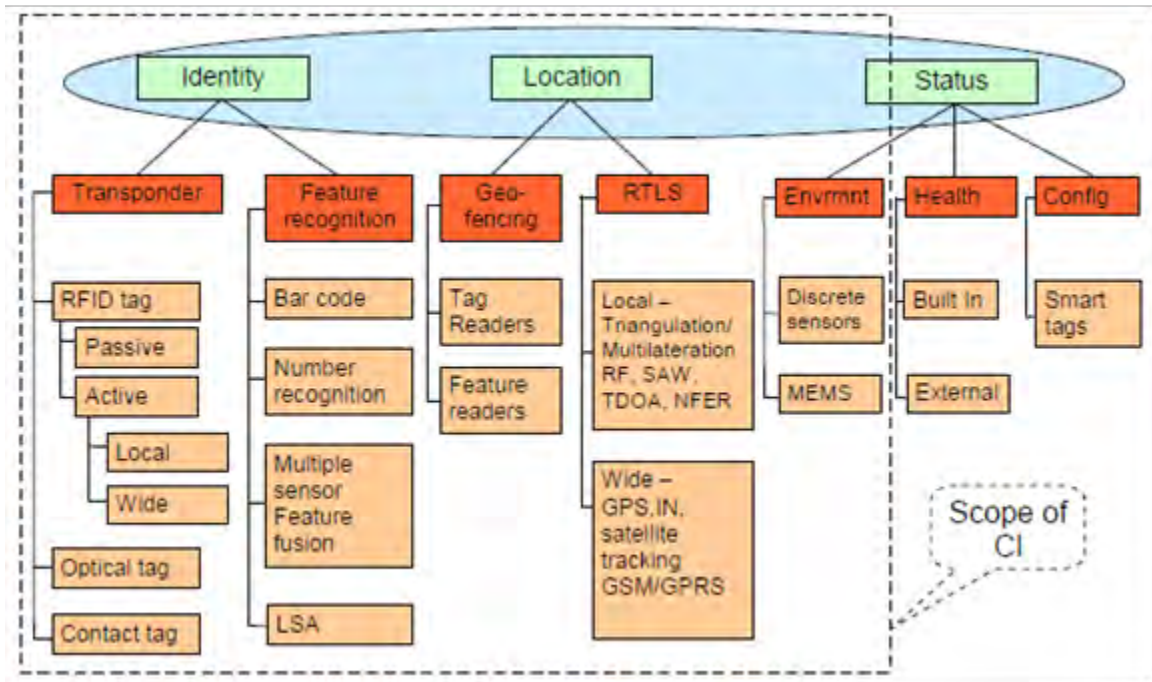 Identity
Location
Status
Transponder
Feature
recognition
Geo-
fencing
RTLS
Envrmnt
Health
Config
RFID tag
Passive
Active
Local
Wide
Optical tag
Contact tag
Bar code
Number
recognition
Multiple
sensor
Feature
fusion
LSA
Tag
Readers
Feature
readers
Local –
Triangulation/
Multilateration
RF, SAW,
TDOA, NFER
Wide –
GPS,IN,
satellite
tracking
GSM/GPRS
Discrete
sensors
MEMS
Built In
External
Smart
tags
Scope of
CI